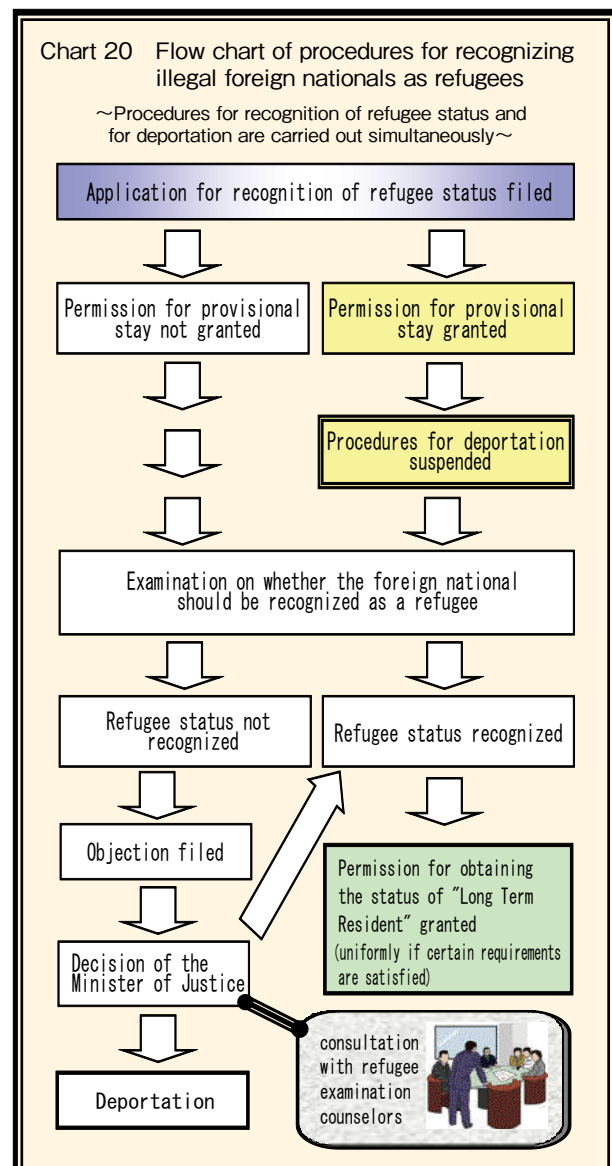 Chart 20 Flow chart of procedures for recognizing
illegal foreign nationals as refugees
~Procedures for recognition of refugee status and
for deportation are carried out simultaneously~
Application for recognition of refugee status filed
Permission for provisional
stay not granted
Permission for provisional
stay granted
Procedures for deportation
suspended
Examination on whether the foreign national
should be recognized as a refugee
Refugee status not
recognized
Refugee status recognized
Objection filed
Permission for obtaining
the status of "Long Term
Resident" granted
(uniformly if certain requirements
are satisfied)
Decision of the
Minister of Justice
consultation
with refugee
examination
counselors
Deportation